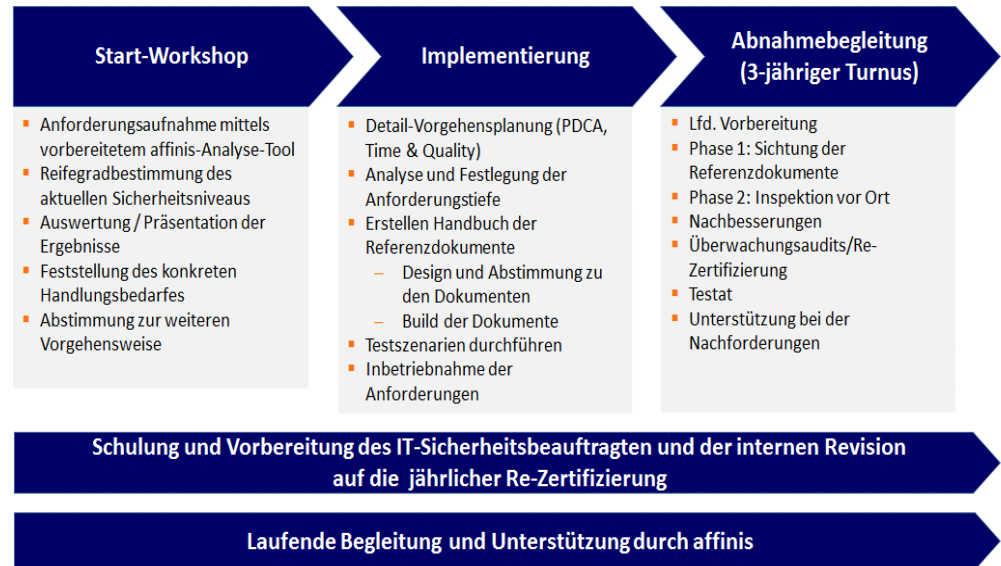 Start-Workshop
▪ Anforderungsaufnahme mittels
vorbereitetem affinis-Analyse-Tool
▪ Reifegradbestimmung des
aktuellen Sicherheitsniveaus
▪ Auswertung / Präsentation der
Ergebnisse
▪ Feststellung des konkreten
Handlungsbedarfes
▪ Abstimmung zur weiteren
Vorgehensweise
Implementierung
▪ Detail-Vorgehensplanung (PDCA,
Time & Quality)
▪ Analyse und Festlegung der
Anforderungstiefe
▪ Erstellen Handbuch der
Referenzdokumente
– Design und Abstimmung zu
den Dokumenten
– Build der Dokumente
▪ Testszenarien durchführen
▪ Inbetriebnahme der
Anforderungen
Abnahmebegleitung
(3-jähriger Turnus)
▪ Lfd. Vorbereitung
▪ Phase 1: Sichtung der
Referenzdokumente
▪ Phase 2: Inspektion vor Ort
▪ Nachbesserungen
▪ Überwachungsaudits/Re-
Zertifizierung
▪ Testat
▪ Unterstützung bei der
Nachforderungen
Schulung und Vorbereitung des IT-Sicherheitsbeauftragten und der internen Revision
auf die jährlicher Re-Zertifizierung
Laufende Begleitung und Unterstützung durch affinis